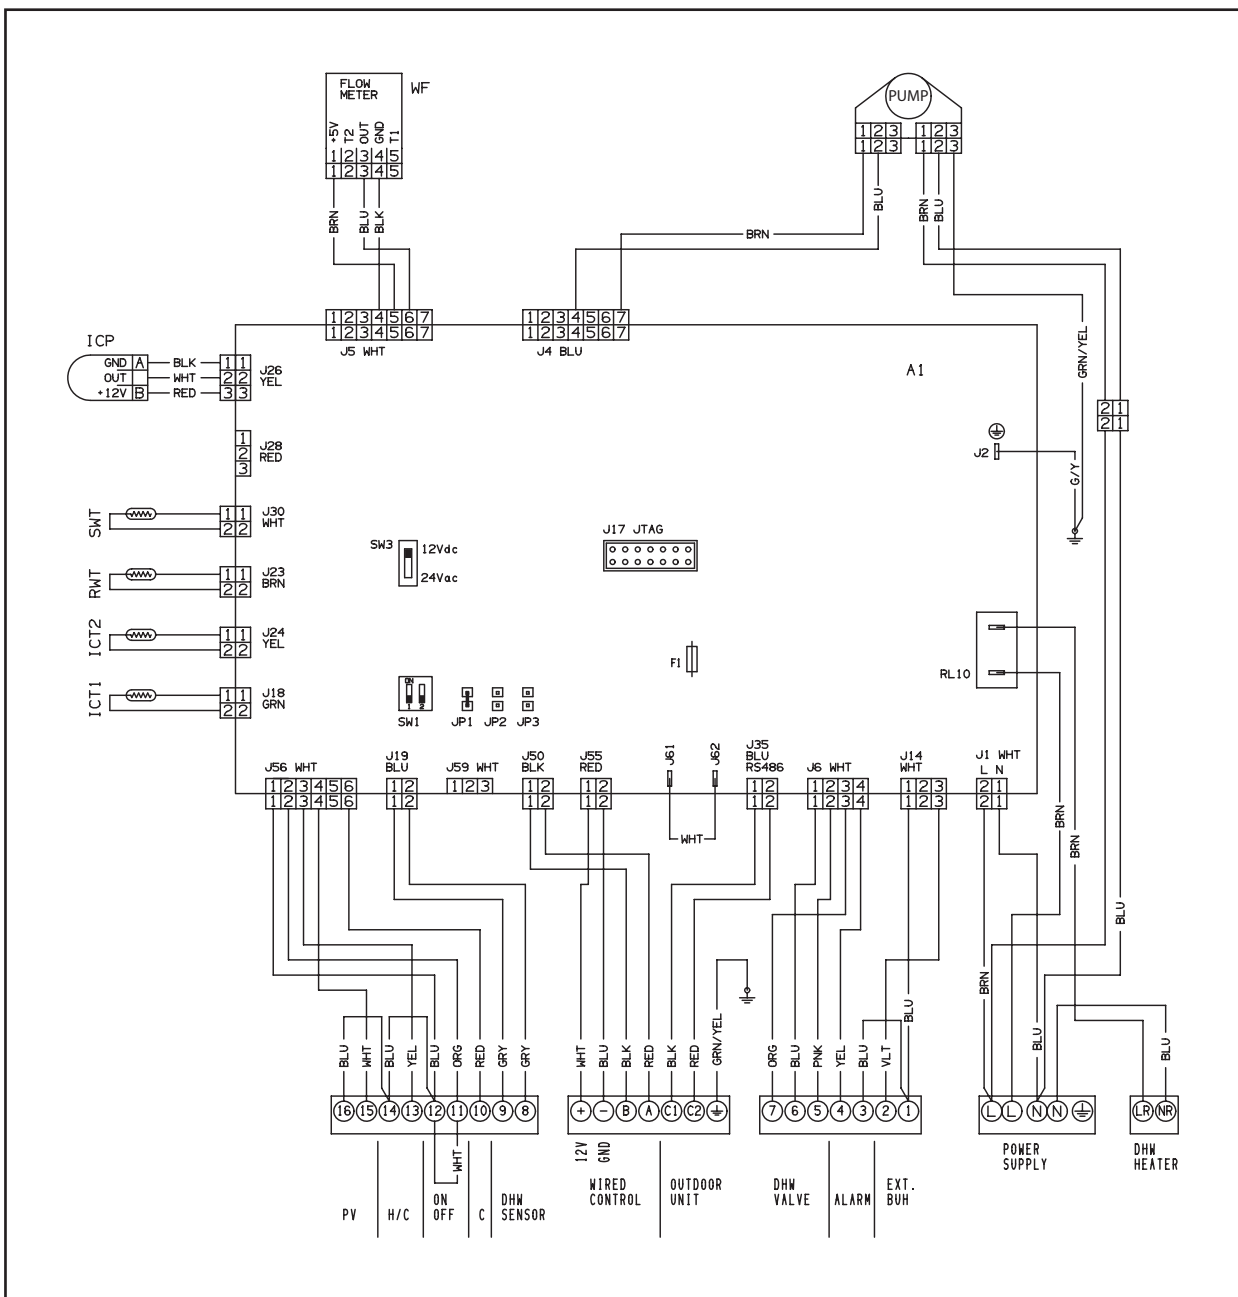 FLOW
METER
WF
+5V
T2
OUT
GND
T1
1 2 3 4 5
1 2 3 4 5
PUMP
1 2 3
1 2 3
1 2 3
1 2 3
BRN
BLU
BLK
BLU
BRN
BLU
BRN
1 2 3 4 5 6 7
1 2 3 4 5 6 7
J5 WHT
1 2 3 4 5 6 7
1 2 3 4 5 6 7
J4 BLU
A1
GRN/YEL
ICP
GND A BLK 1 1
OUT WHT 2 2
+12V B RED 3 3
J26
YEL
2 1
2 1
1
2
3
J28
RED
J2
G/Y
SWT
1 1
2 2
J30
WHT
SW3
12Vdc
24Vac
J17 JTAG
RWT
1 1
2 2
J23
BRN
ICT2
1 1
2 2
J24
YEL
F1
RL10
ICT1
1 1
2 2
J18
GRN
ON
1 2
SW1
JP1
JP2
JP3
J56 WHT
1 2 3 4 5 6
1 2 3 4 5 6
J19
BLU
1 2
1 2
J59 WHT
1 2 3
J50
BLK
1 2
1 2
J55
RED
1 2
1 2
J61
J62
WHT
J35
BLU
RS486
1 2
1 2
J6 WHT
1 2 3 4
1 2 3 4
J14
WHT
1 2 3
1 2 3
J1 WHT
L N
2 1
2 1
BRN
BRN
BLU
BRN
BLU
WHT
BLU
YEL
BLU
ORG
RED
GRY
GRY
WHT
BLU
BLK
RED
BLK
RED
GRN/YEL
ORG
BLU
PNK
YEL
BLU
VLT
BLU
BLU
BLU
16 15 14 13 12 11 10 9 8
+ - B A C1 C2
7 6 5 4 3 2 1
L L N N
LR NR
WHT
12V
GND
PV
H/C
ON
OFF
C
DHW
SENSOR
WIRED
CONTROL
OUTDOOR
UNIT
DHW
VALVE
ALARM
EXT.
BUH
POWER
SUPPLY
DHW
HEATER